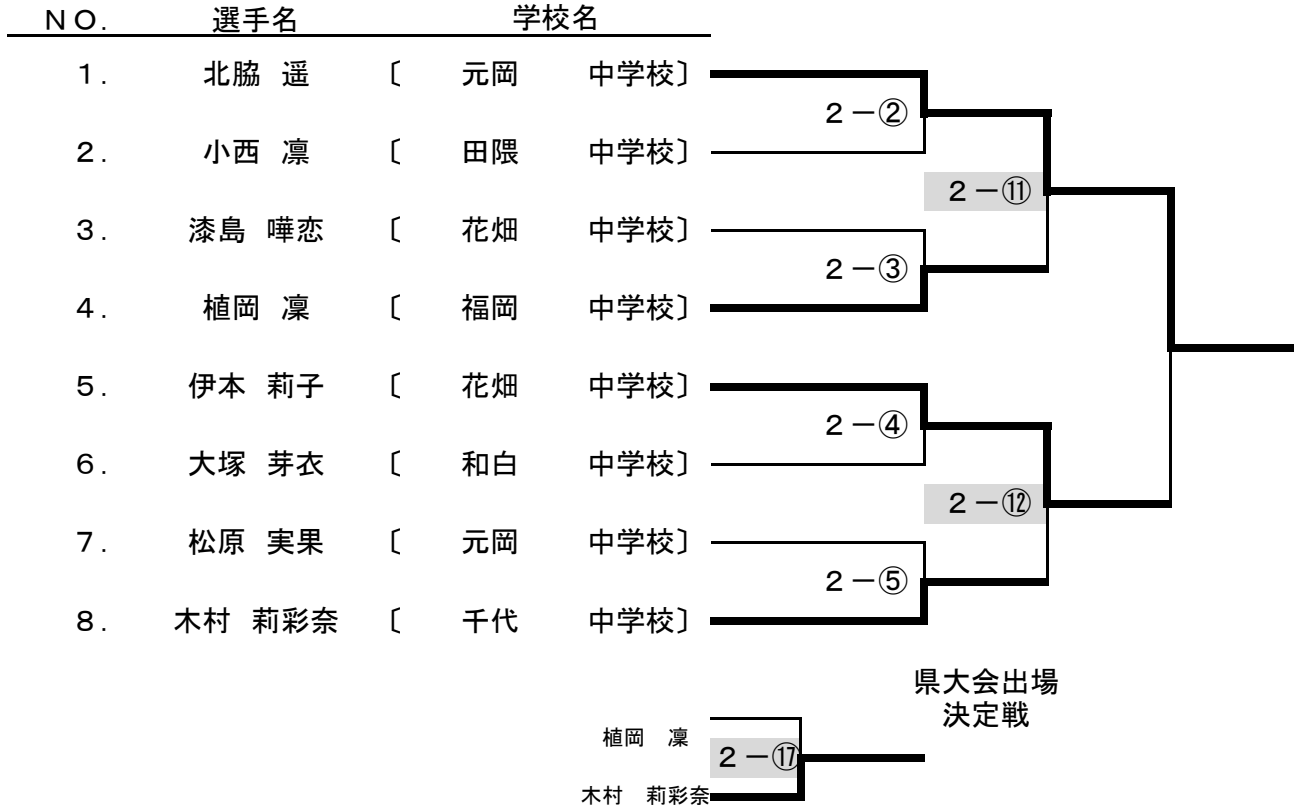 ＮＯ.　選手名　学校名
１.　北脇　遥　〔　元岡　中学校〕
２－②
２.　小西　凛　〔　田隈　中学校〕
２－⑪
３.　漆島　嘩恋　〔　花畑　中学校〕
２－③
４.　植岡　凜　〔　福岡　中学校〕
５.　伊本　莉子　〔　花畑　中学校〕
２－④
６.　大塚　芽衣　〔　和白　中学校〕
２－⑫
７.　松原　実果　〔　元岡　中学校〕
２－⑤
８.　木村　莉彩奈　〔　千代　中学校〕
県大会出場
決定戦
植岡　凜
２－⑰
木村　莉彩奈